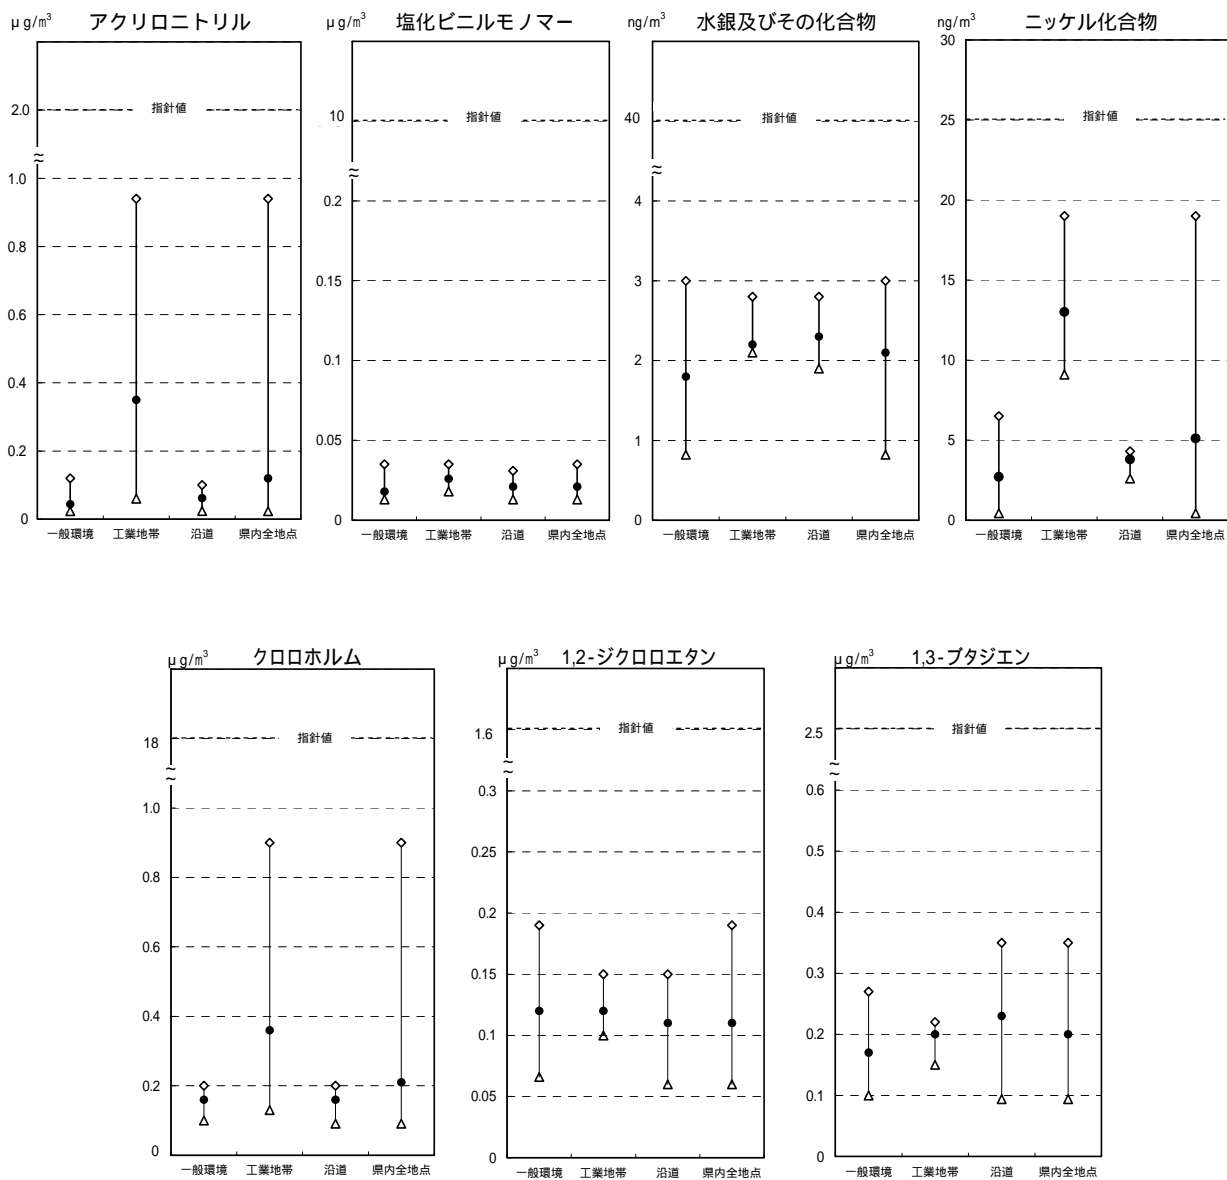 μg/m³ アクリロニトリル
2.0
指針値
≈
1.0
0.8
0.6
0.4
0.2
0
一般環境 工業地帯 沿道 県内全地点
μg/m³ 塩化ビニルモノマー
10
指針値
≈
0.2
0.15
0.1
0.05
0
一般環境 工業地帯 沿道 県内全地点
ng/m³ 水銀及びその化合物
40
指針値
≈
4
3
2
1
0
一般環境 工業地帯 沿道 県内全地点
ng/m³ ニッケル化合物
30
25
指針値
20
15
10
5
0
一般環境 工業地帯 沿道 県内全地点
μg/m³ クロロホルム
18
指針値
≈
1.0
0.8
0.6
0.4
0.2
0
一般環境 工業地帯 沿道 県内全地点
μg/m³ 1,2-ジクロロエタン
1.6
指針値
≈
0.3
0.25
0.2
0.15
0.1
0.05
0
一般環境 工業地帯 沿道 県内全地点
μg/m³ 1,3-ブタジエン
2.5
指針値
≈
0.6
0.5
0.4
0.3
0.2
0.1
0
一般環境 工業地帯 沿道 県内全地点